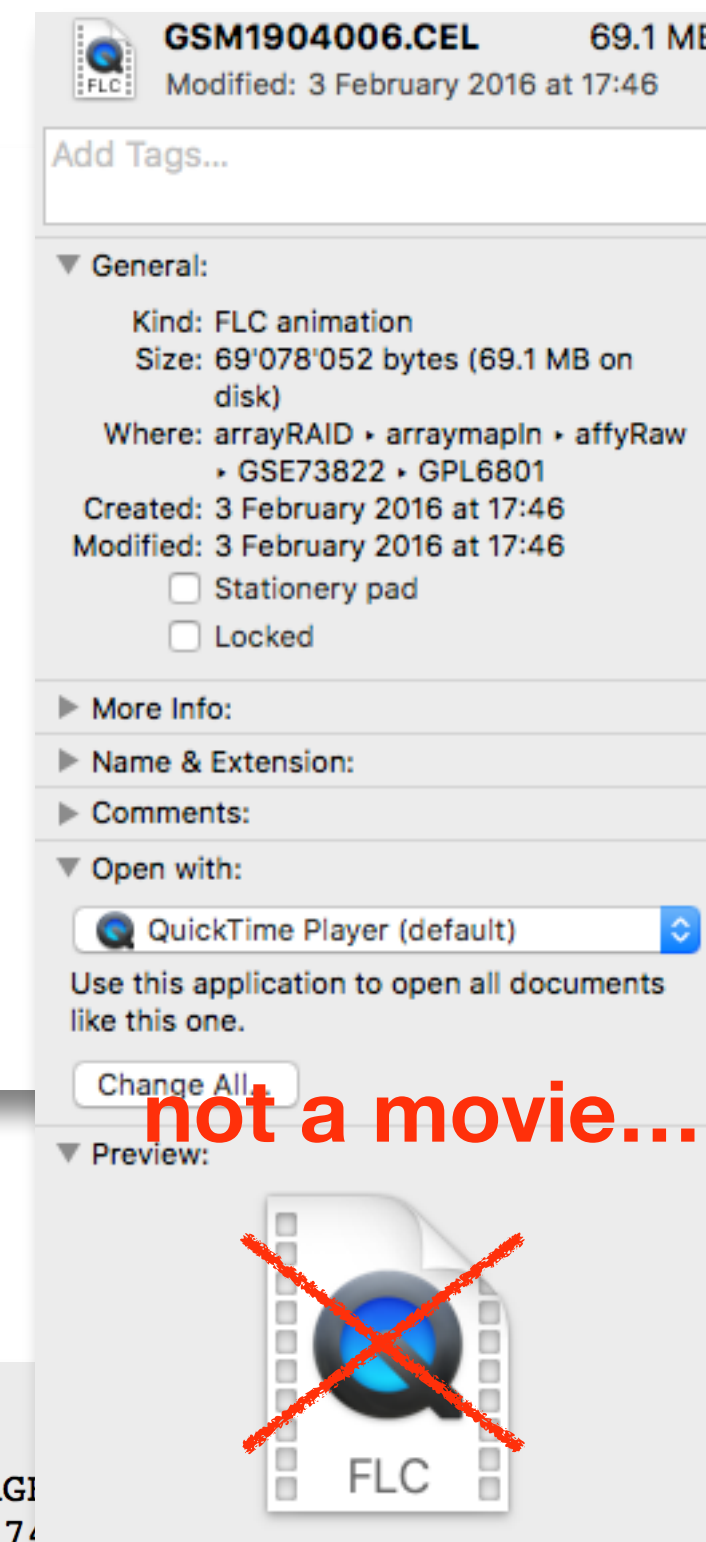 GSM1904006.CEL 69.1 MB
FLC
Modified: 3 February 2016 at 17:46
Add Tags...
▼ General:
Kind: FLC animation
Size: 69'078'052 bytes (69.1 MB on
disk)
Where: arrayRAID ▸ arraymapIn ▸ affyRaw
▸ GSE73822 ▸ GPL6801
Created: 3 February 2016 at 17:46
Modified: 3 February 2016 at 17:46
Stationery pad
Locked
▶ More Info:
▶ Name & Extension:
▶ Comments:
▼ Open with:
QuickTime Player (default)
Use this application to open all documents
like this one.
Change All...
not a movie...
▼ Preview:
FLC